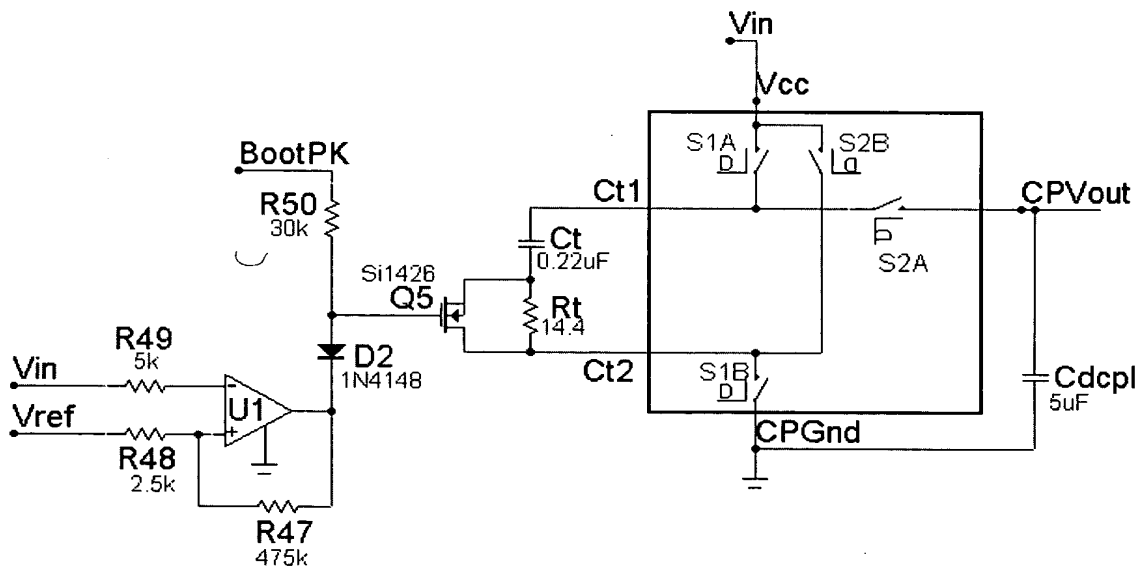 Vin
Vcc
S1A
S2B
D
D
BootPK
R50
30k
Ct1
CPVout
Ct
0.22uF
S2A
D
Si1426
Q5
Rt
14.4
R49
5k
D2
1N4148
Vin
Ct2
S1B
D
Cdcpl
5uF
U1
Vref
CPGnd
R48
2.5k
R47
475k